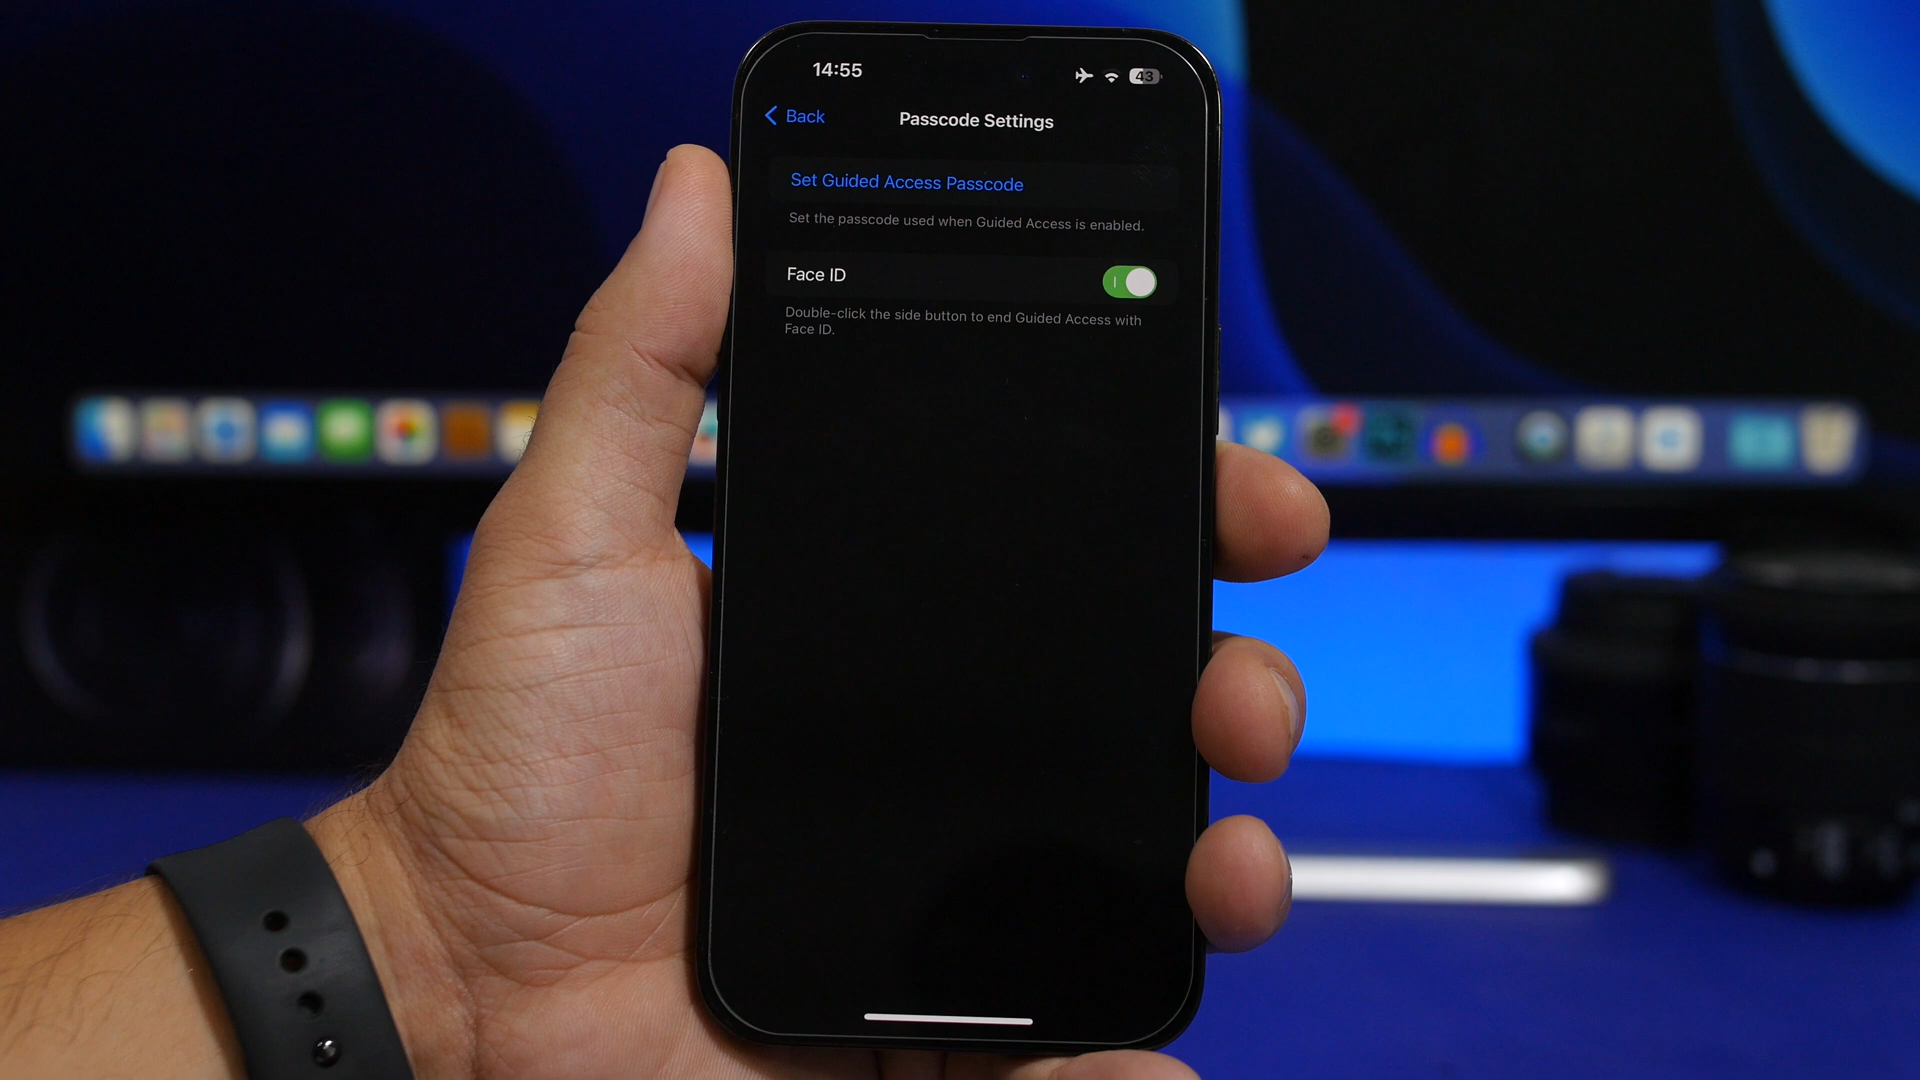 14:55
43
Back
Passcode Settings
Set Guided Access Passcode
Set the passcode used when Guided Access is enabled.
Face ID
Double-click the side button to end Guided Access with
Face ID.